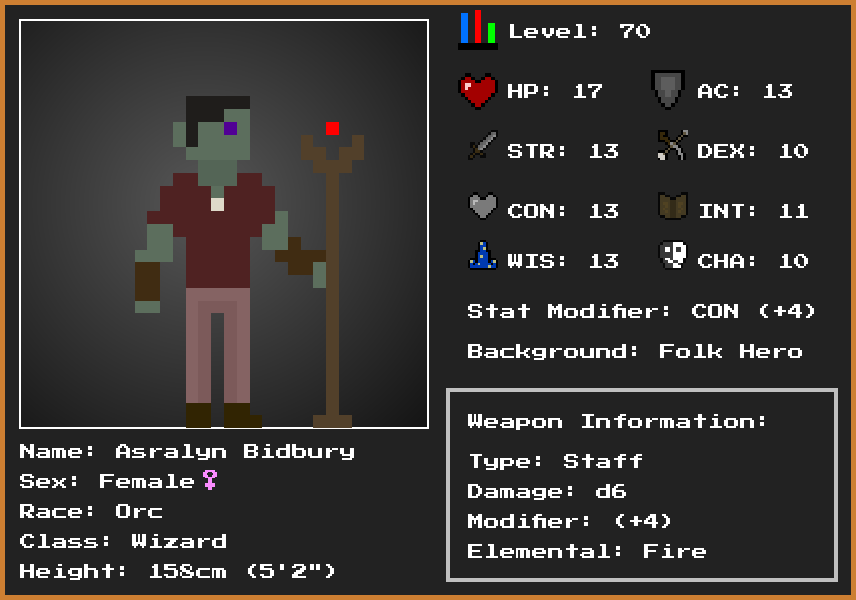 Level: 70
HP: 17 AC: 13
STR: 13 DEX: 10
CON: 13 INT: 11
WIS: 13 CHA: 10
Stat Modifier: CON (+4)
Background: Folk Hero
Weapon Information:
Type: Staff
Damage: d6
Modifier: (+4)
Elemental: Fire
Name: Asralyn Bidbury
Sex: Female♀
Race: Orc
Class: Wizard
Height: 158cm (5'2")